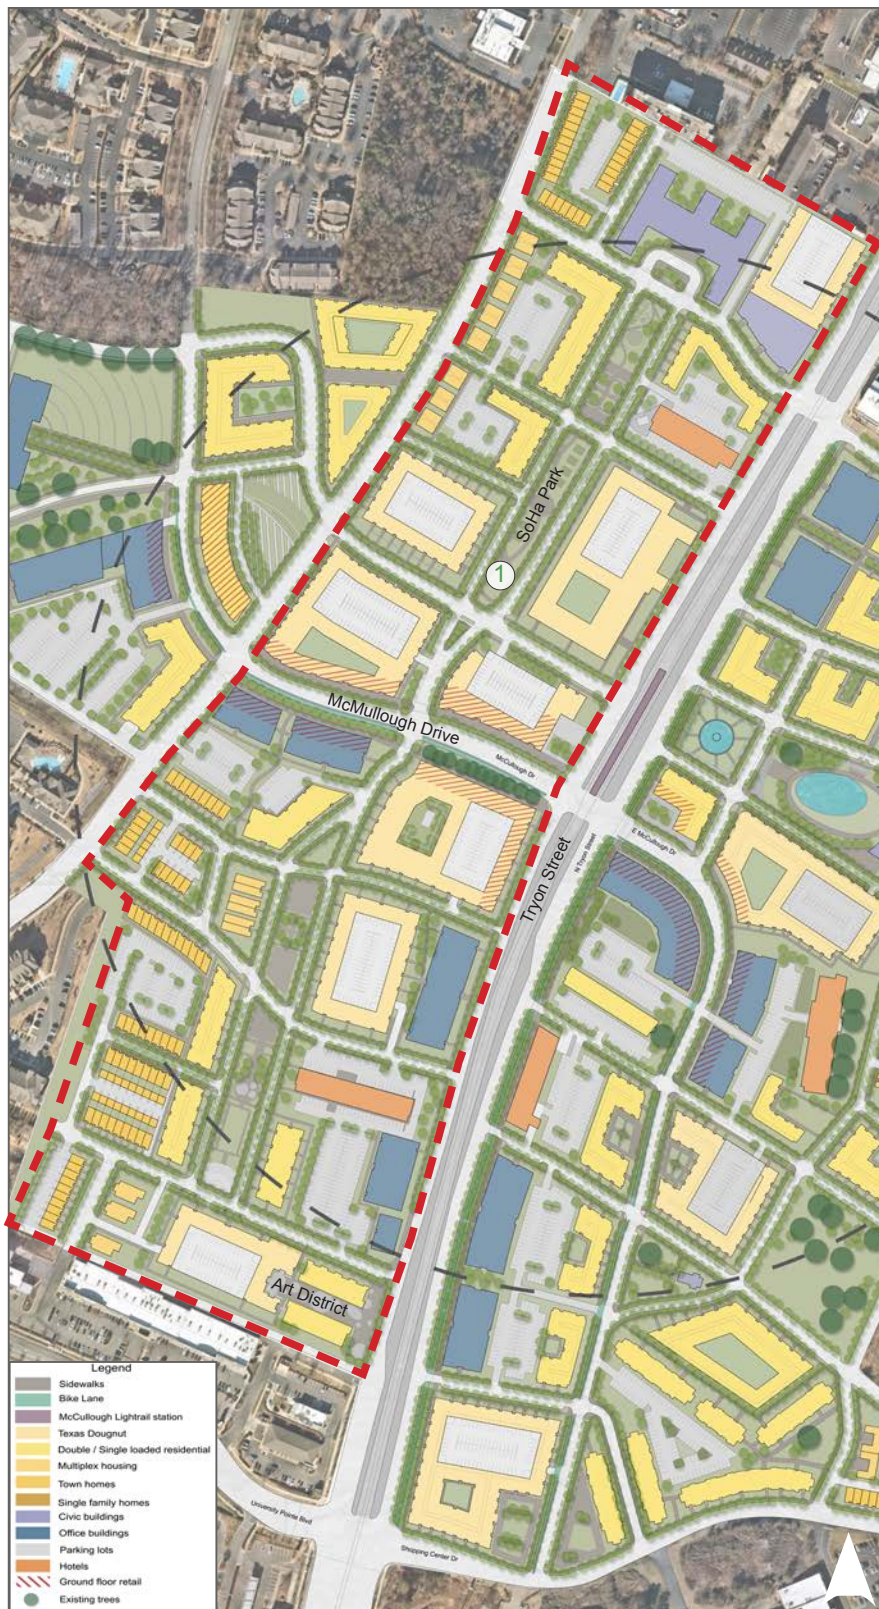 SoHa Park
1
McMullough Drive
McCullough Dr
Tryon Street
N Tryon Street
E McCullough Dr
Art District
Legend
Sidewalks
Bike Lane
McCullough Lightrail station
Texas Dougnut
Double / Single loaded residential
Multiplex housing
Town homes
Single family homes
Civic buildings
Office buildings
Parking lots
Hotels
Ground floor retail
Existing trees
University Pointe Blvd
Shopping Center Dr